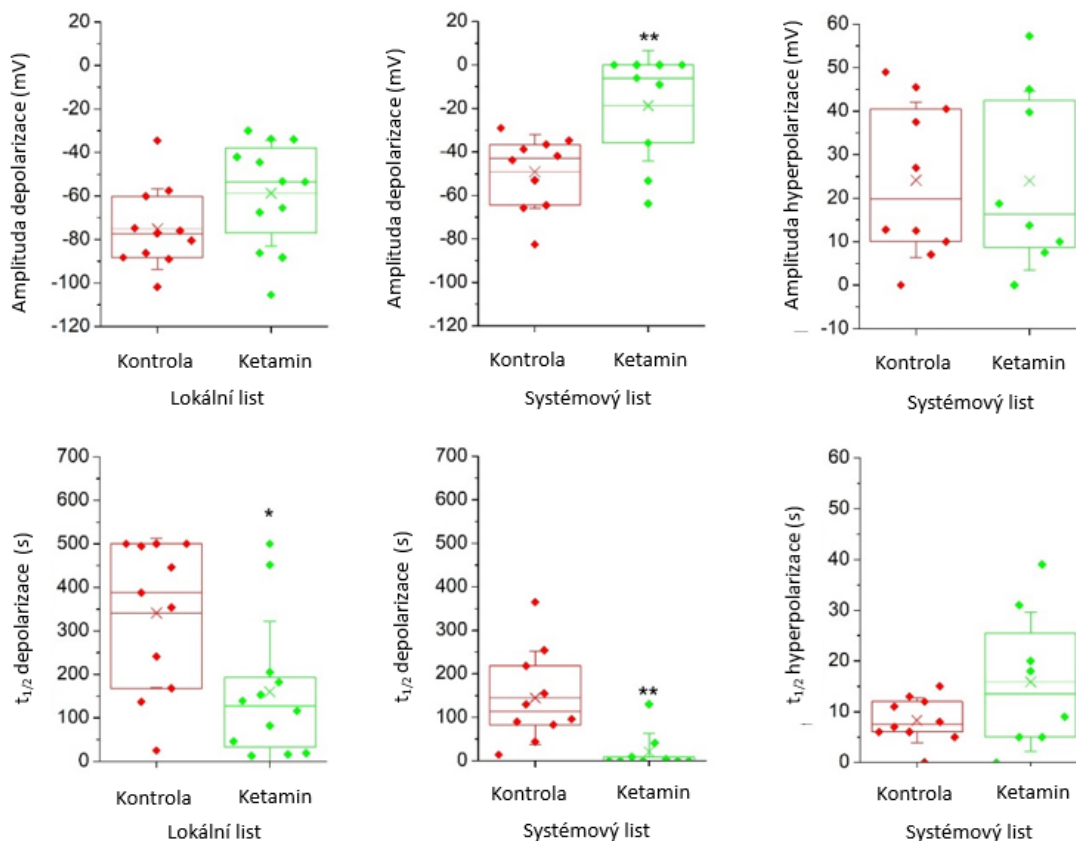 Amplituda depolarizace (mV)
20
0
-20
-40
-60
-80
-100
-120
Kontrola Ketamin
Lokální list
Amplituda depolarizace (mV)
20
0
-20
-40
-60
-80
-100
-120
**
Kontrola Ketamin
Systémový list
Amplituda hyperpolarizace (mV)
60
50
40
30
20
10
0
-10
Kontrola Ketamin
Systémový list
t1/2 depolarizace (s)
700
600
500
400
300
200
100
0
*
Kontrola Ketamin
Lokální list
t1/2 depolarizace (s)
700
600
500
400
300
200
100
0
**
Kontrola Ketamin
Systémový list
t1/2 hyperpolarizace (s)
60
50
40
30
20
10
0
Kontrola Ketamin
Systémový list